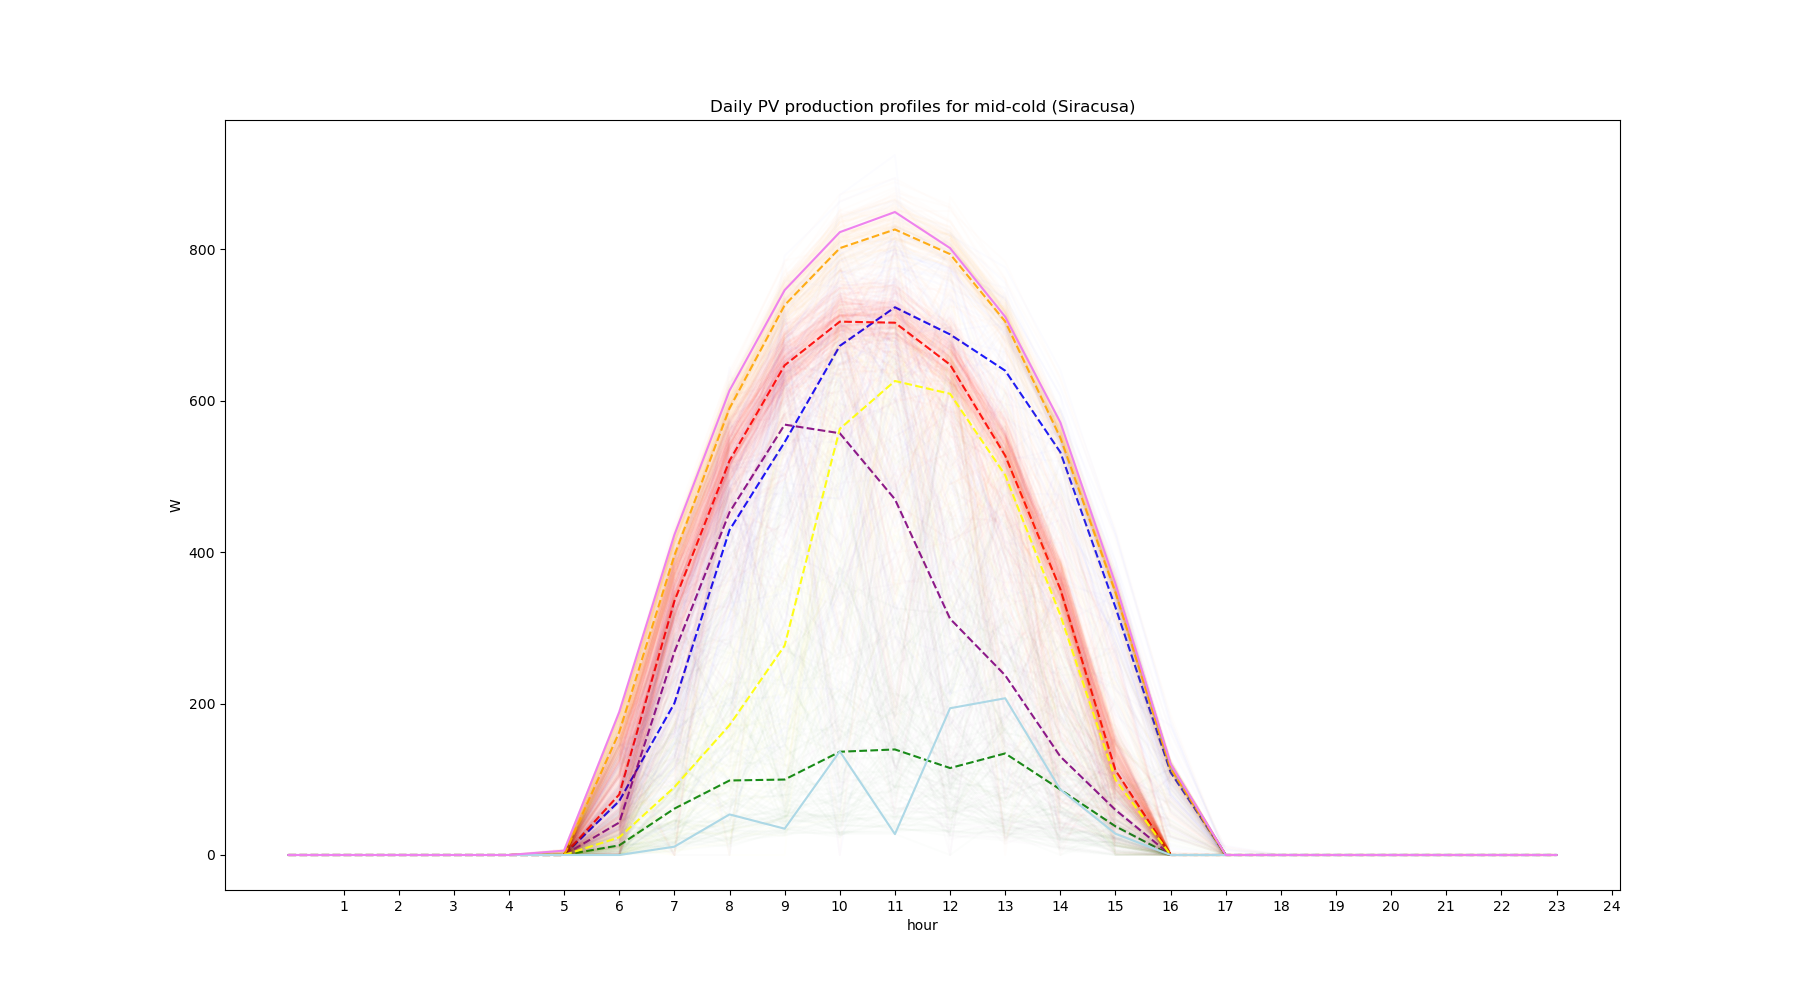 Daily PV production profiles for mid-cold (Siracusa)
W
800
600
400
200
0
1 2 3 4 5 6 7 8 9 10 11 12 13 14 15 16 17 18 19 20 21 22 23 24
hour